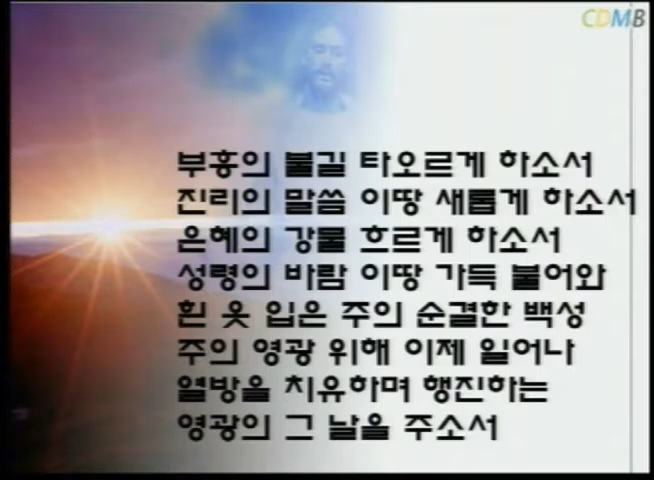 CDMB
부흥의 불길 타오르게 하소서
진리의 말씀 이땅 새롭게 하소서
은혜의 강물 흐르게 하소서
성령의 바람 이땅 가득 불어와
흰 옷 입은 주의 순결한 백성
주의 영광 위해 이제 일어나
열방을 치유하며 행진하는
영광의 그 날을 주소서